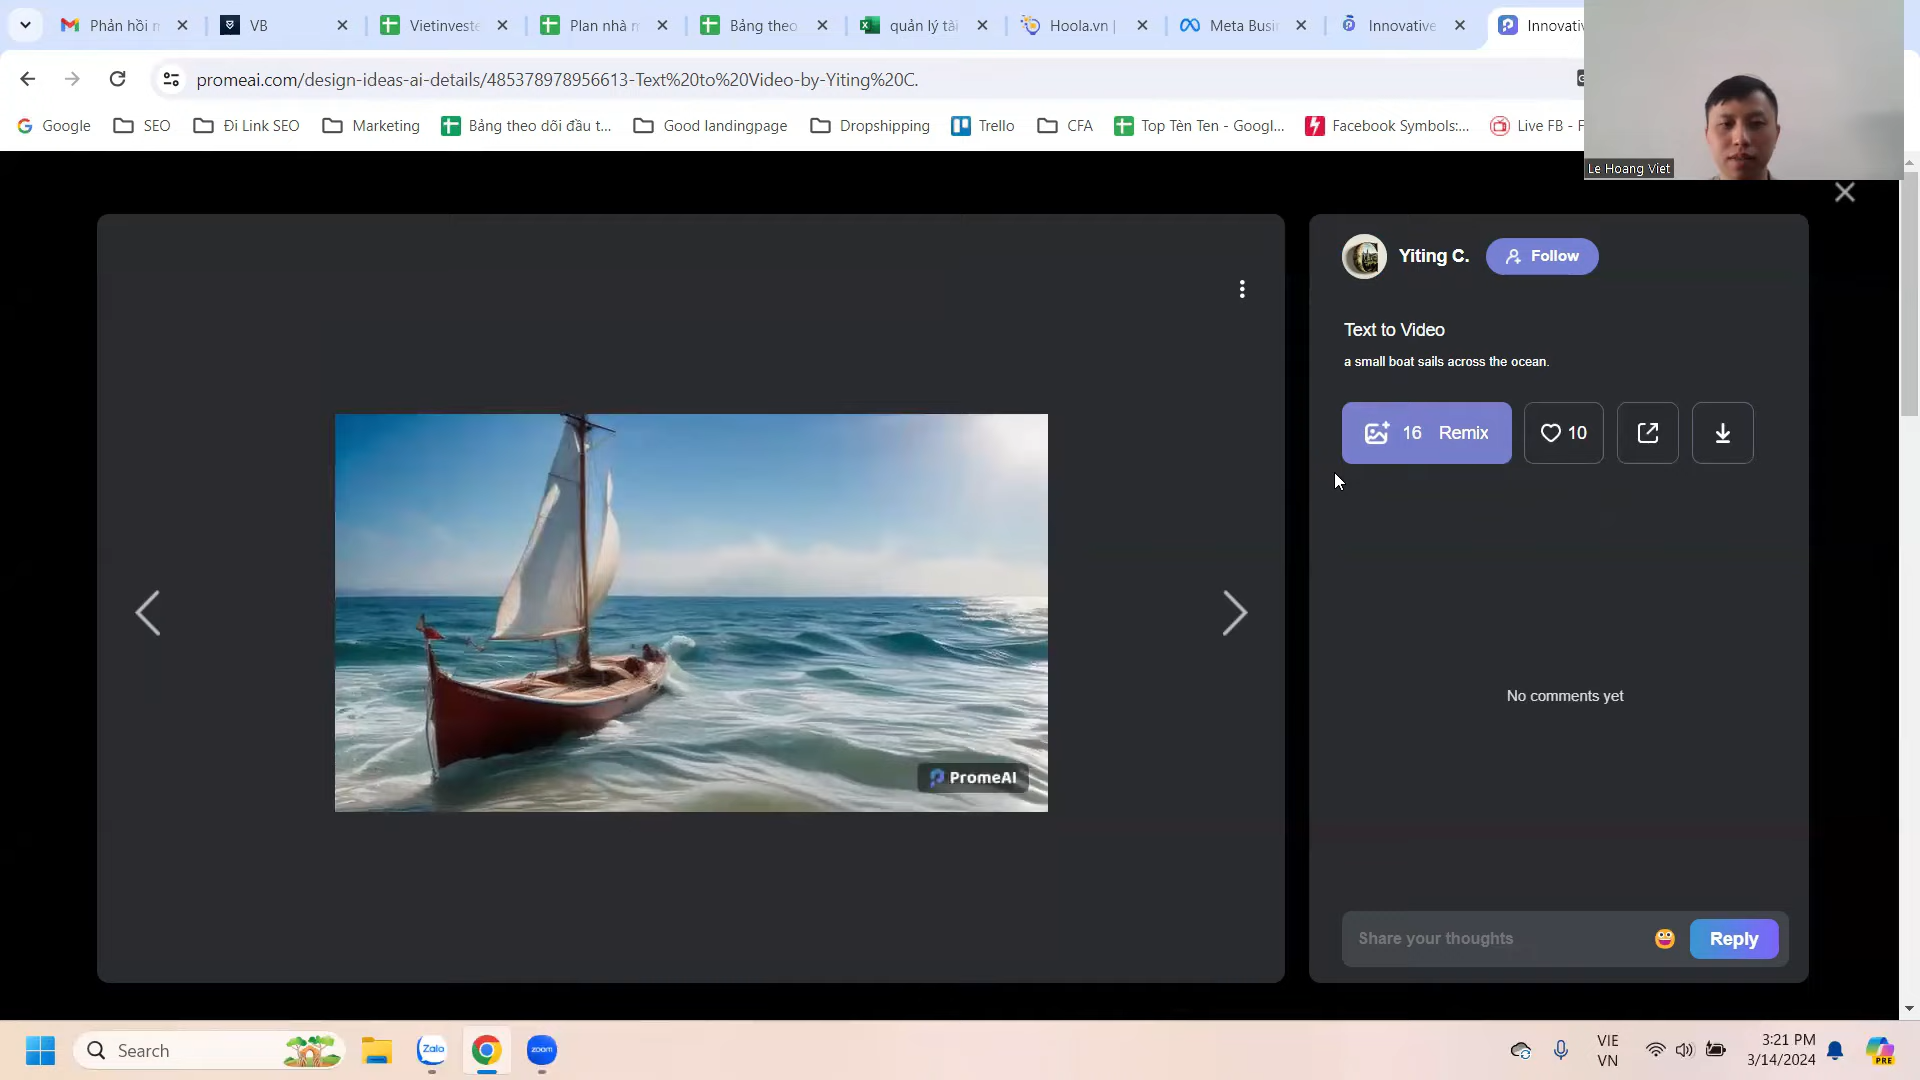 Phản hồi n
VB
Vietinveste
Plan nhà n
Bảng theo
quản lý tài
Hoola.vn |
Meta Busi
Innovative
Innovati
promeai.com/design-ideas-ai-details/485378978956613-Text%20to%20Video-by-Yiting%20C.
Google
SEO
Đi Link SEO
Marketing
Bảng theo dõi đầu t...
Good landingpage
Dropshipping
Trello
CFA
Top Tên Ten - Googl...
Facebook Symbols:...
Live FB - F
Le Hoang Viet
Yiting C.
Follow
Text to Video
a small boat sails across the ocean.
16 Remix
10
PromeAI
No comments yet
Share your thoughts
Reply
Search
Zalo
zoom
VIE
VN
3:21 PM
3/14/2024
PRE